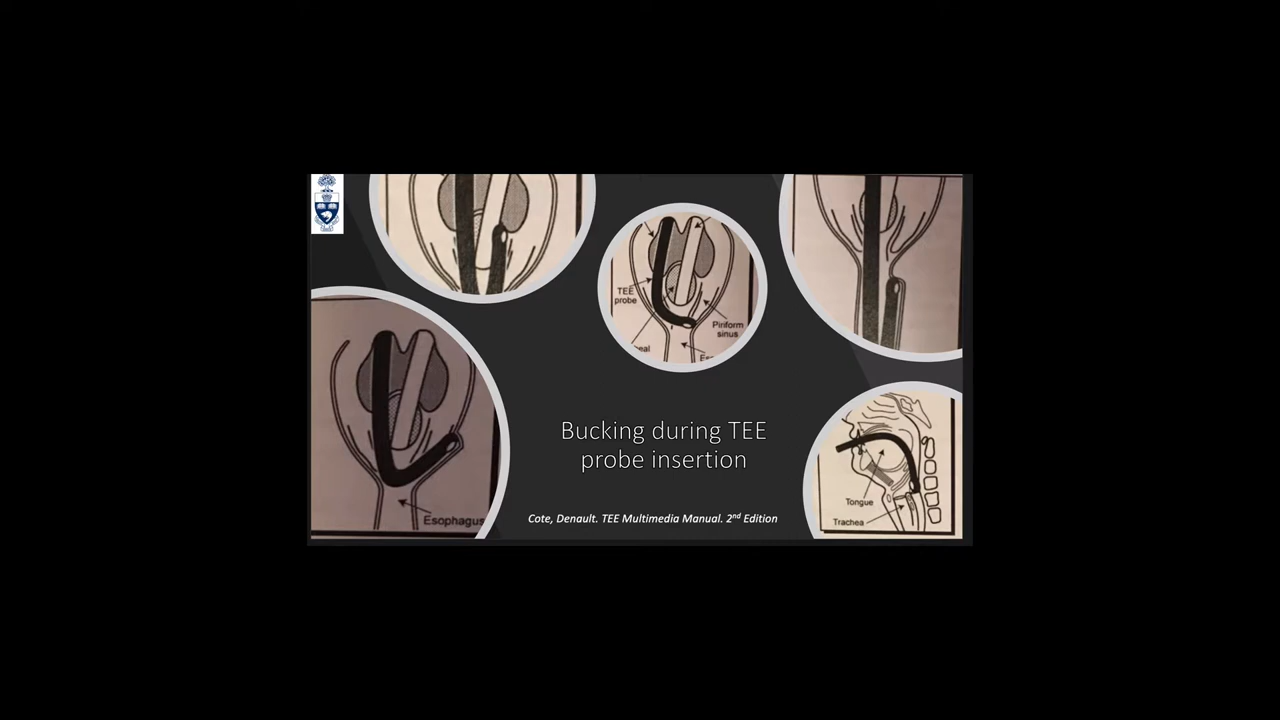 TEE
probe
Piriform
sinus
Esophagus
Bucking during TEE
probe insertion
Cote, Denault. TEE Multimedia Manual. 2nd Edition
Tongue
Trachea